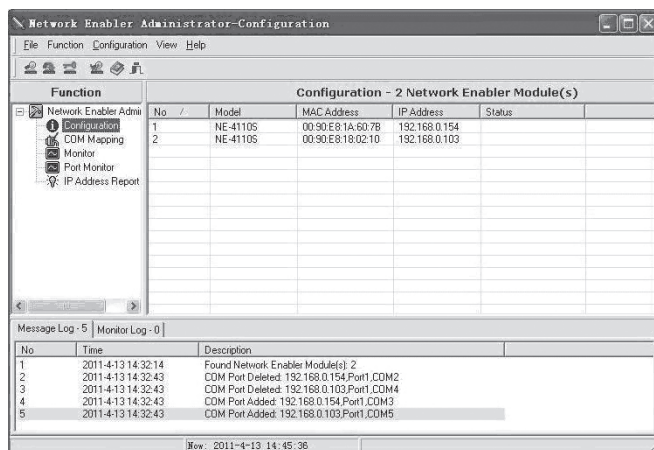 Network Enabler Administrator-Configuration
File Function Configuration View Help
Function
Configuration - 2 Network Enabler Module(s)
Network Enabler Admi
Configuration
COM Mapping
Monitor
Port Monitor
IP Address Report
No / Model MAC Address IP Address Status
1 NE-4110S 00:90:E8:1A:60:7B 192.168.0.154
2 NE-4110S 00:90:E8:18:02:10 192.168.0.103
Message Log - 5 Monitor Log - 0
No Time Description
1 2011-4-13 14:32:14 Found Network Enabler Module(s): 2
2 2011-4-13 14:32:43 COM Port Deleted: 192.168.0.154,Port1,COM2
3 2011-4-13 14:32:43 COM Port Deleted: 192.168.0.103,Port1,COM4
4 2011-4-13 14:32:43 COM Port Added: 192.168.0.154,Port1,COM3
5 2011-4-13 14:32:43 COM Port Added: 192.168.0.103,Port1,COM5
Now: 2011-4-13 14:45:36